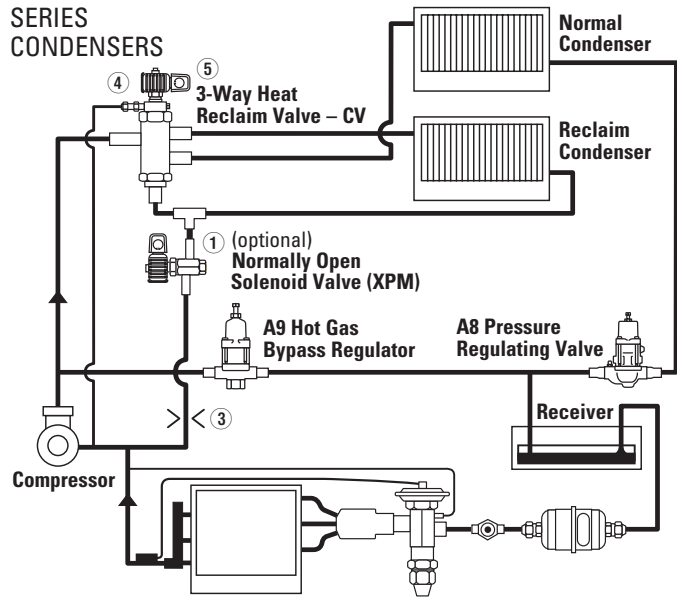 SERIES
CONDENSERS
Normal
Condenser
④
⑤
3-Way Heat
Reclaim Valve – CV
Reclaim
Condenser
① (optional)
Normally Open
Solenoid Valve (XPM)
A9 Hot Gas
Bypass Regulator
A8 Pressure
Regulating Valve
③
Receiver
Compressor